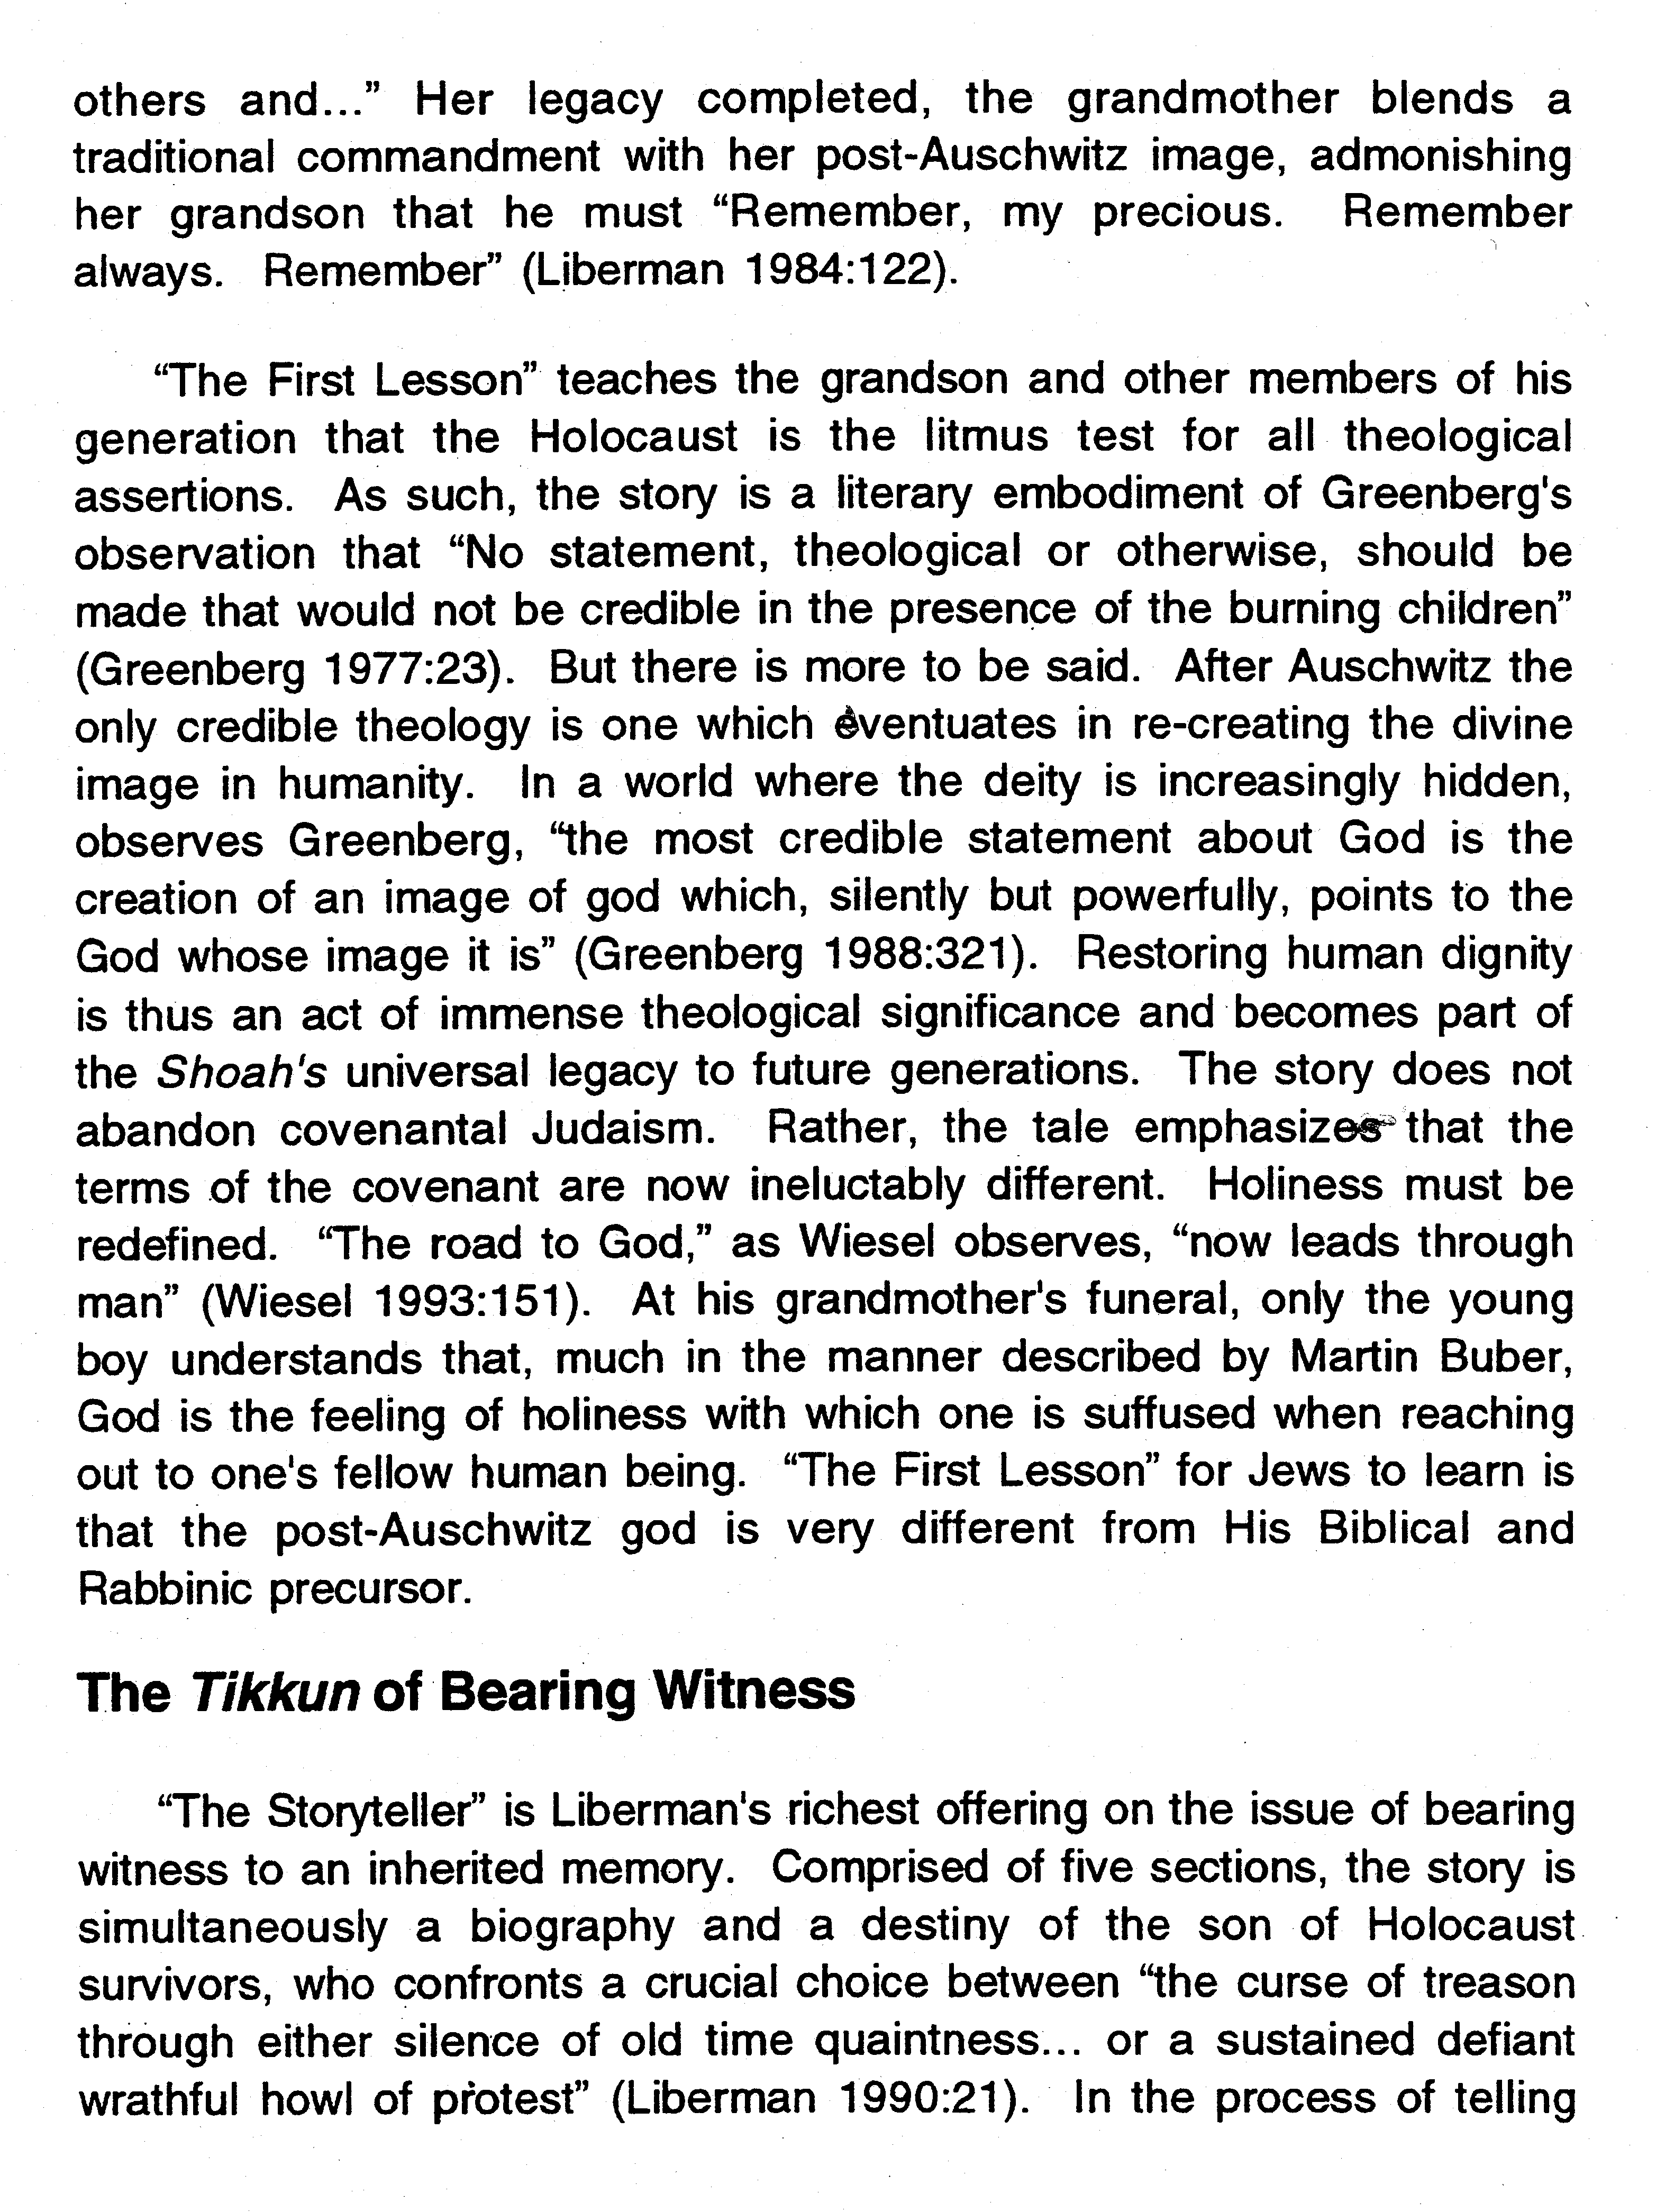 others and...” Her legacy completed, the grandmother blends a
traditional commandment with her post-Auschwitz image, admonishing
her grandson that he must “Remember, my precious. Remember
always. Remember” (Liberman 1984:122).
“The First Lesson” teaches the grandson and other members of his
generation that the Holocaust is the litmus test for all theological
assertions. As such, the story is a literary embodiment of Greenberg's
observation that “No statement, theological or otherwise, should be
made that would not be credible in the presence of the burning children”
(Greenberg 1977:23). But there is more to be said. After Auschwitz the
only credible theology is one which eventuates in re-creating the divine
image in humanity. In a world where the deity is increasingly hidden,
observes Greenberg, “the most credible statement about God is the
creation of an image of god which, silently but powerfully, points to the
God whose image it is” (Greenberg 1988:321). Restoring human dignity
is thus an act of immense theological significance and becomes part of
the Shoah's universal legacy to future generations. The story does not
abandon covenantal Judaism. Rather, the tale emphasizes that the
terms of the covenant are now ineluctably different. Holiness must be
redefined. “The road to God,” as Wiesel observes, “now leads through
man” (Wiesel 1993:151). At his grandmother's funeral, only the young
boy understands that, much in the manner described by Martin Buber,
God is the feeling of holiness with which one is suffused when reaching
out to one's fellow human being. “The First Lesson” for Jews to learn is
that the post-Auschwitz god is very different from His Biblical and
Rabbinic precursor.
The Tikkun of Bearing Witness
“The Storyteller” is Liberman's richest offering on the issue of bearing
witness to an inherited memory. Comprised of five sections, the story is
simultaneously a biography and a destiny of the son of Holocaust
survivors, who confronts a crucial choice between “the curse of treason
through either silence of old time quaintness... or a sustained defiant
wrathful howl of protest” (Liberman 1990:21). In the process of telling